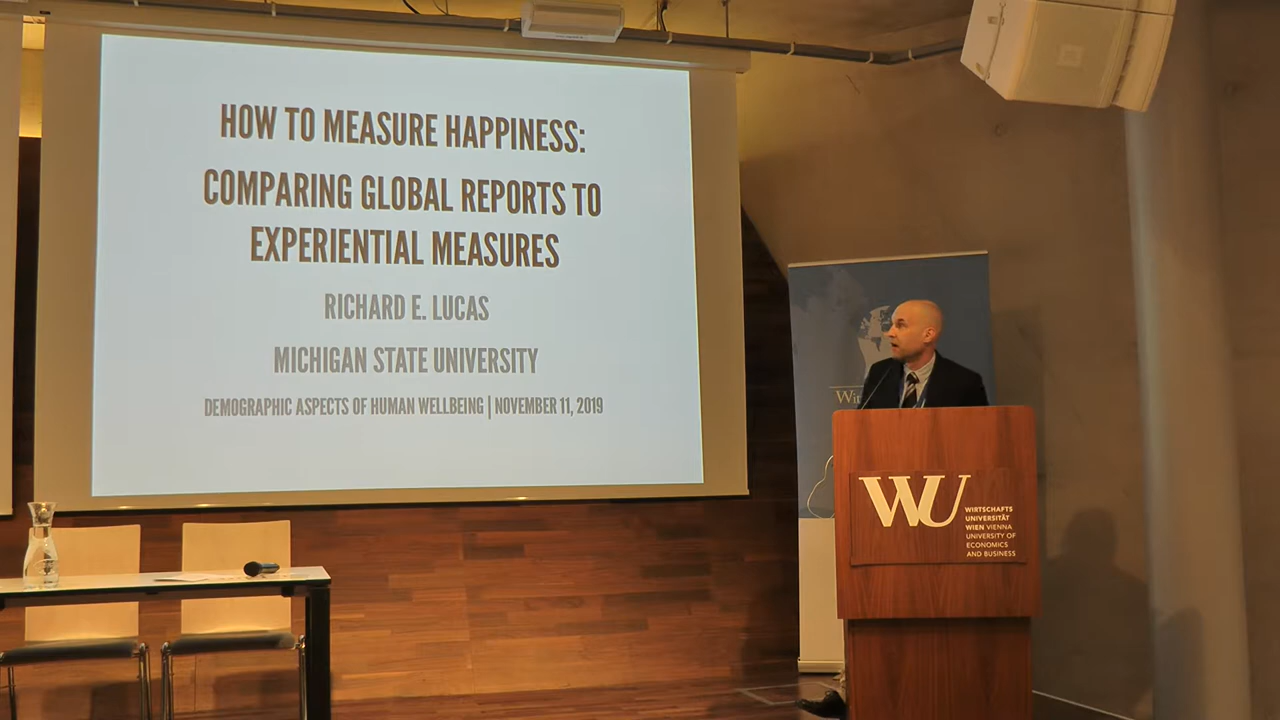 HOW TO MEASURE HAPPINESS:
COMPARING GLOBAL REPORTS TO
EXPERIENTIAL MEASURES
RICHARD E. LUCAS
MICHIGAN STATE UNIVERSITY
DEMOGRAPHIC ASPECTS OF HUMAN WELLBEING | NOVEMBER 11, 2019
WU
WIRTSCHAFTS
UNIVERSITÄT
WIEN VIENNA
UNIVERSITY OF
ECONOMICS
AND BUSINESS